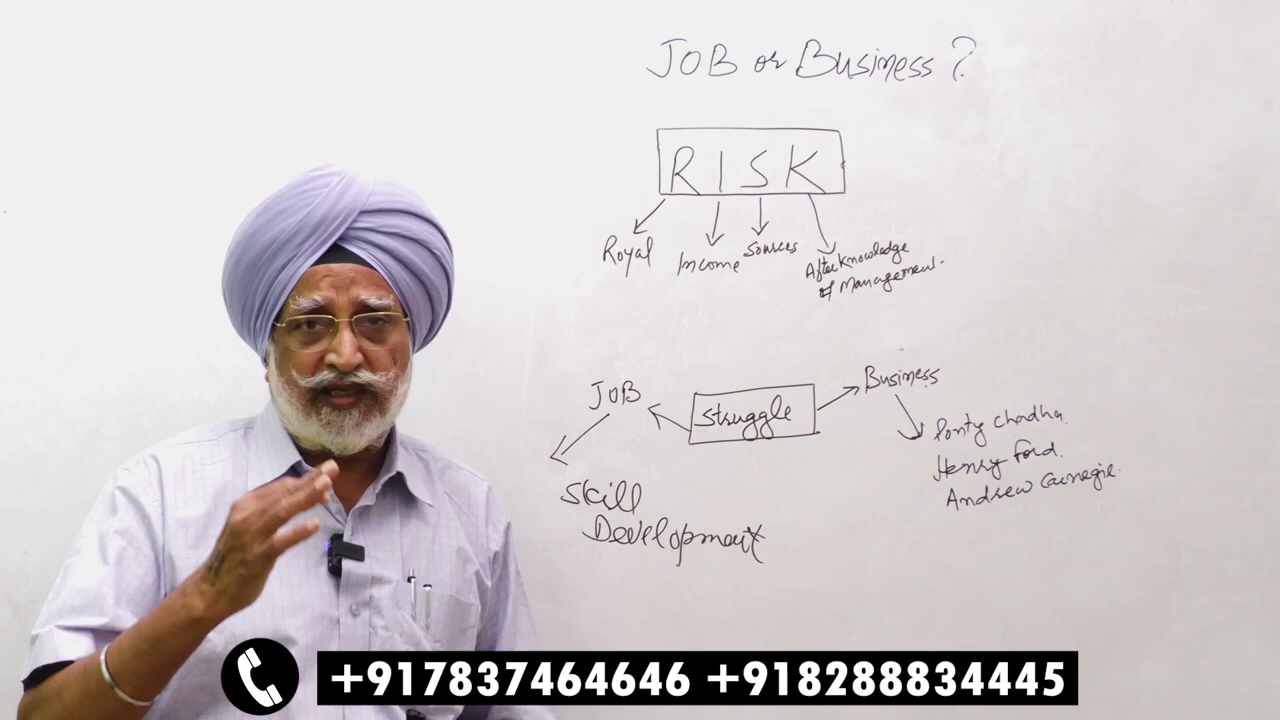 JOB or Business ?
RISK
Royal
Income
Sources
After Knowledge
of Management.
JOB
Struggle
Business
Ponty Chadha
Henry Ford.
Andrew Carnegie.
Skill
Development
+917837464646 +918288834445